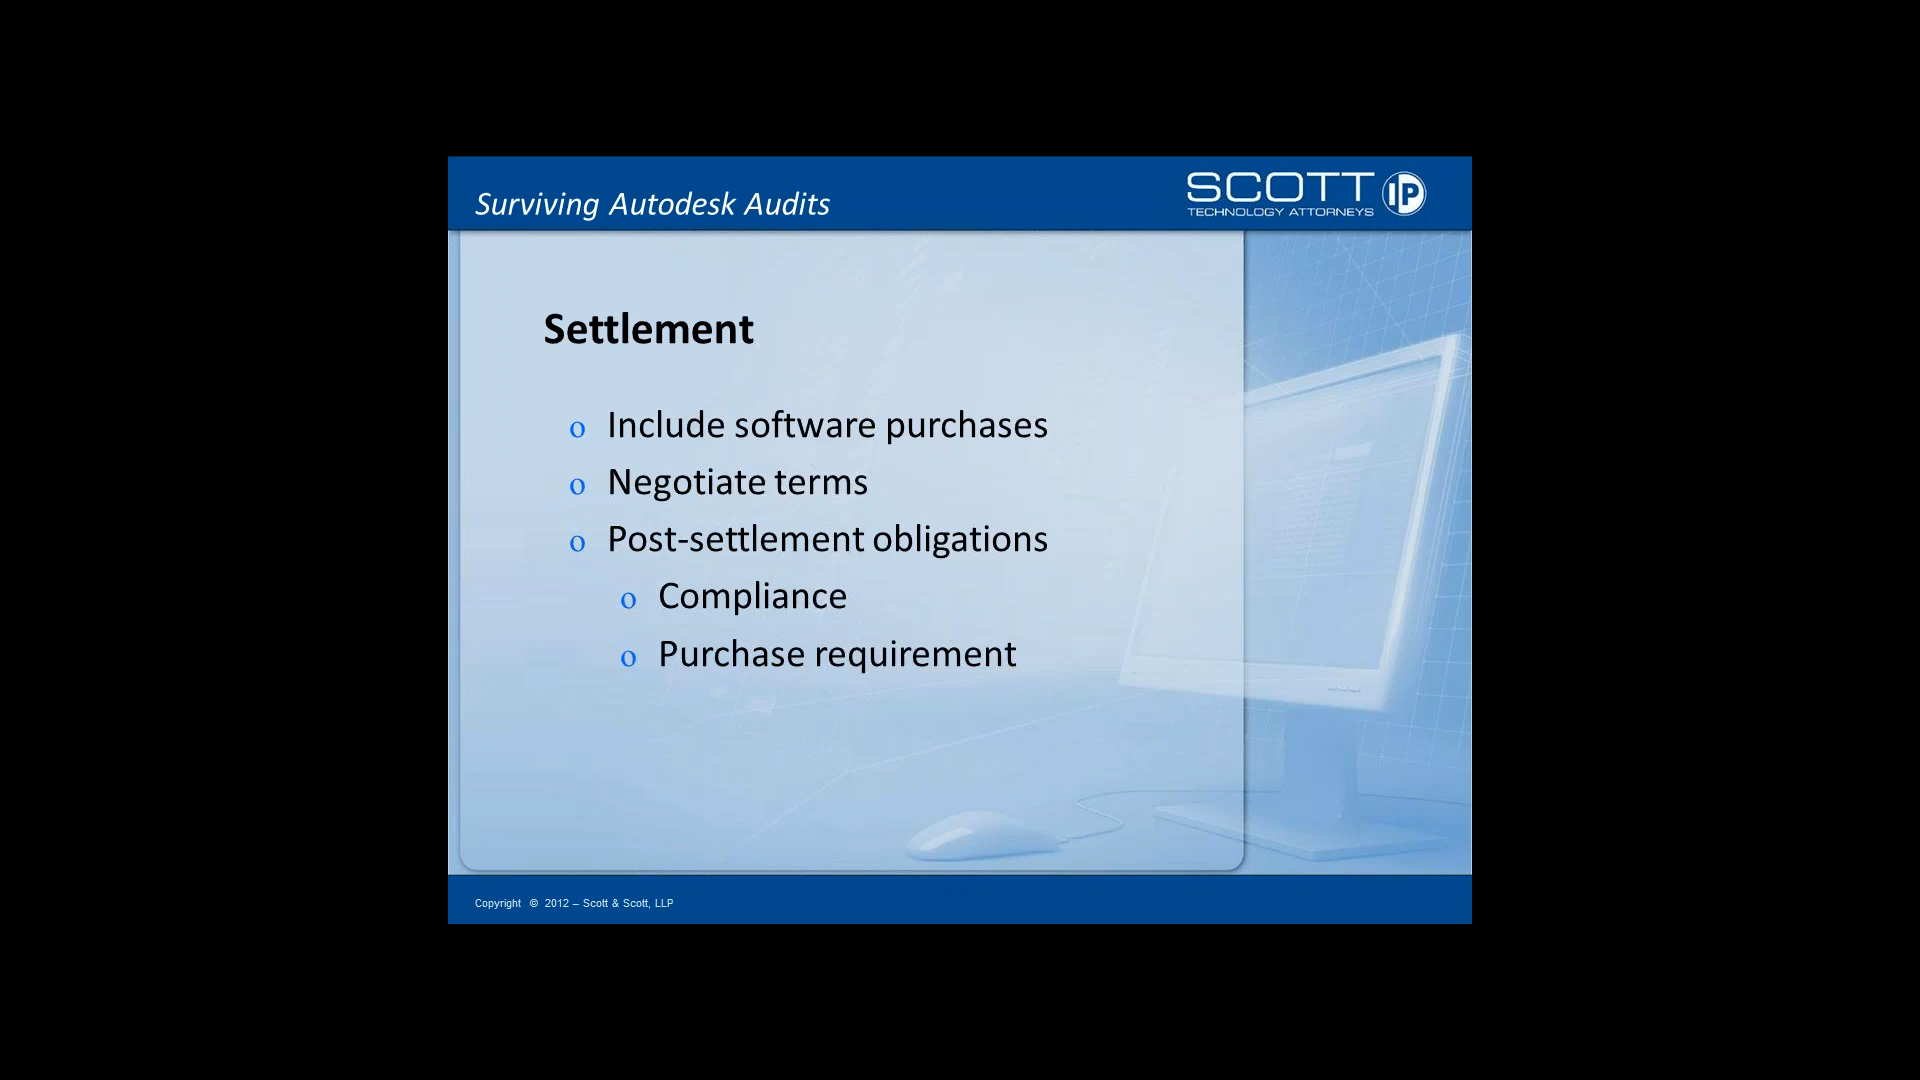 Surviving Autodesk Audits
SCOTT
TECHNOLOGY ATTORNEYS
IP
Settlement
o Include software purchases
o Negotiate terms
o Post-settlement obligations
o Compliance
o Purchase requirement
Copyright © 2012 – Scott & Scott, LLP